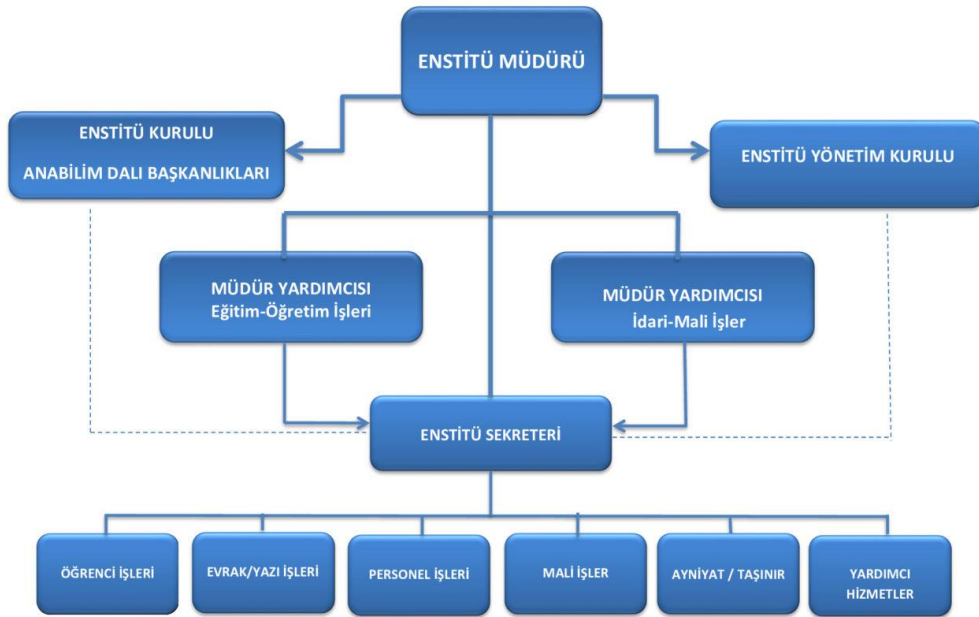 ENSTİTÜ MÜDÜRÜ
ENSTİTÜ KURULU
ANABİLİM DALI BAŞKANLIKLARI
ENSTİTÜ YÖNETİM KURULU
MÜDÜR YARDIMCISI
Eğitim-Öğretim İşleri
MÜDÜR YARDIMCISI
İdari-Mali İşler
ENSTİTÜ SEKRETERİ
ÖĞRENCİ İŞLERİ
EVRAK/YAZI İŞLERİ
PERSONEL İŞLERİ
MALİ İŞLER
AYNİYAT / TAŞINIR
YARDIMCI
HİZMETLER